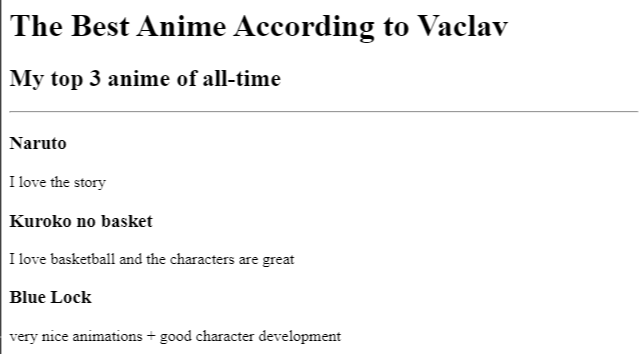 The Best Anime According to Vaclav
My top 3 anime of all-time
Naruto
I love the story
Kuroko no basket
I love basketball and the characters are great
Blue Lock
very nice animations + good character development